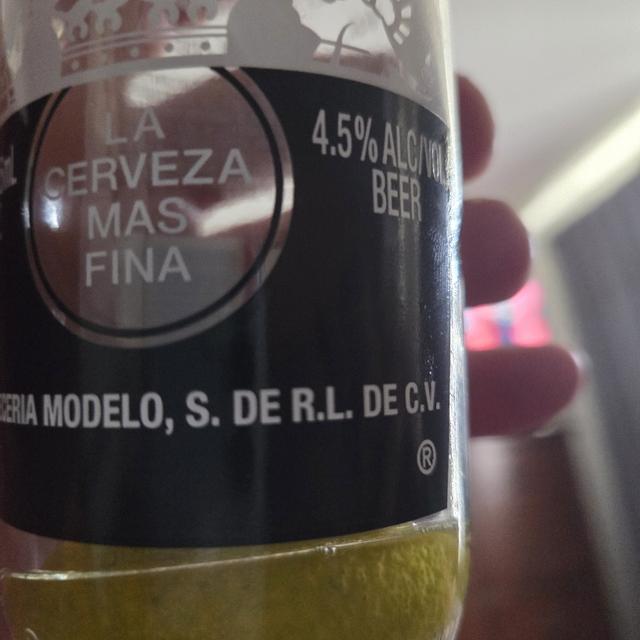 LA
CERVEZA
MAS
FINA
4.5% ALC/VOL
BEER
MODELO, S. DE R.L. DE C.V.
®